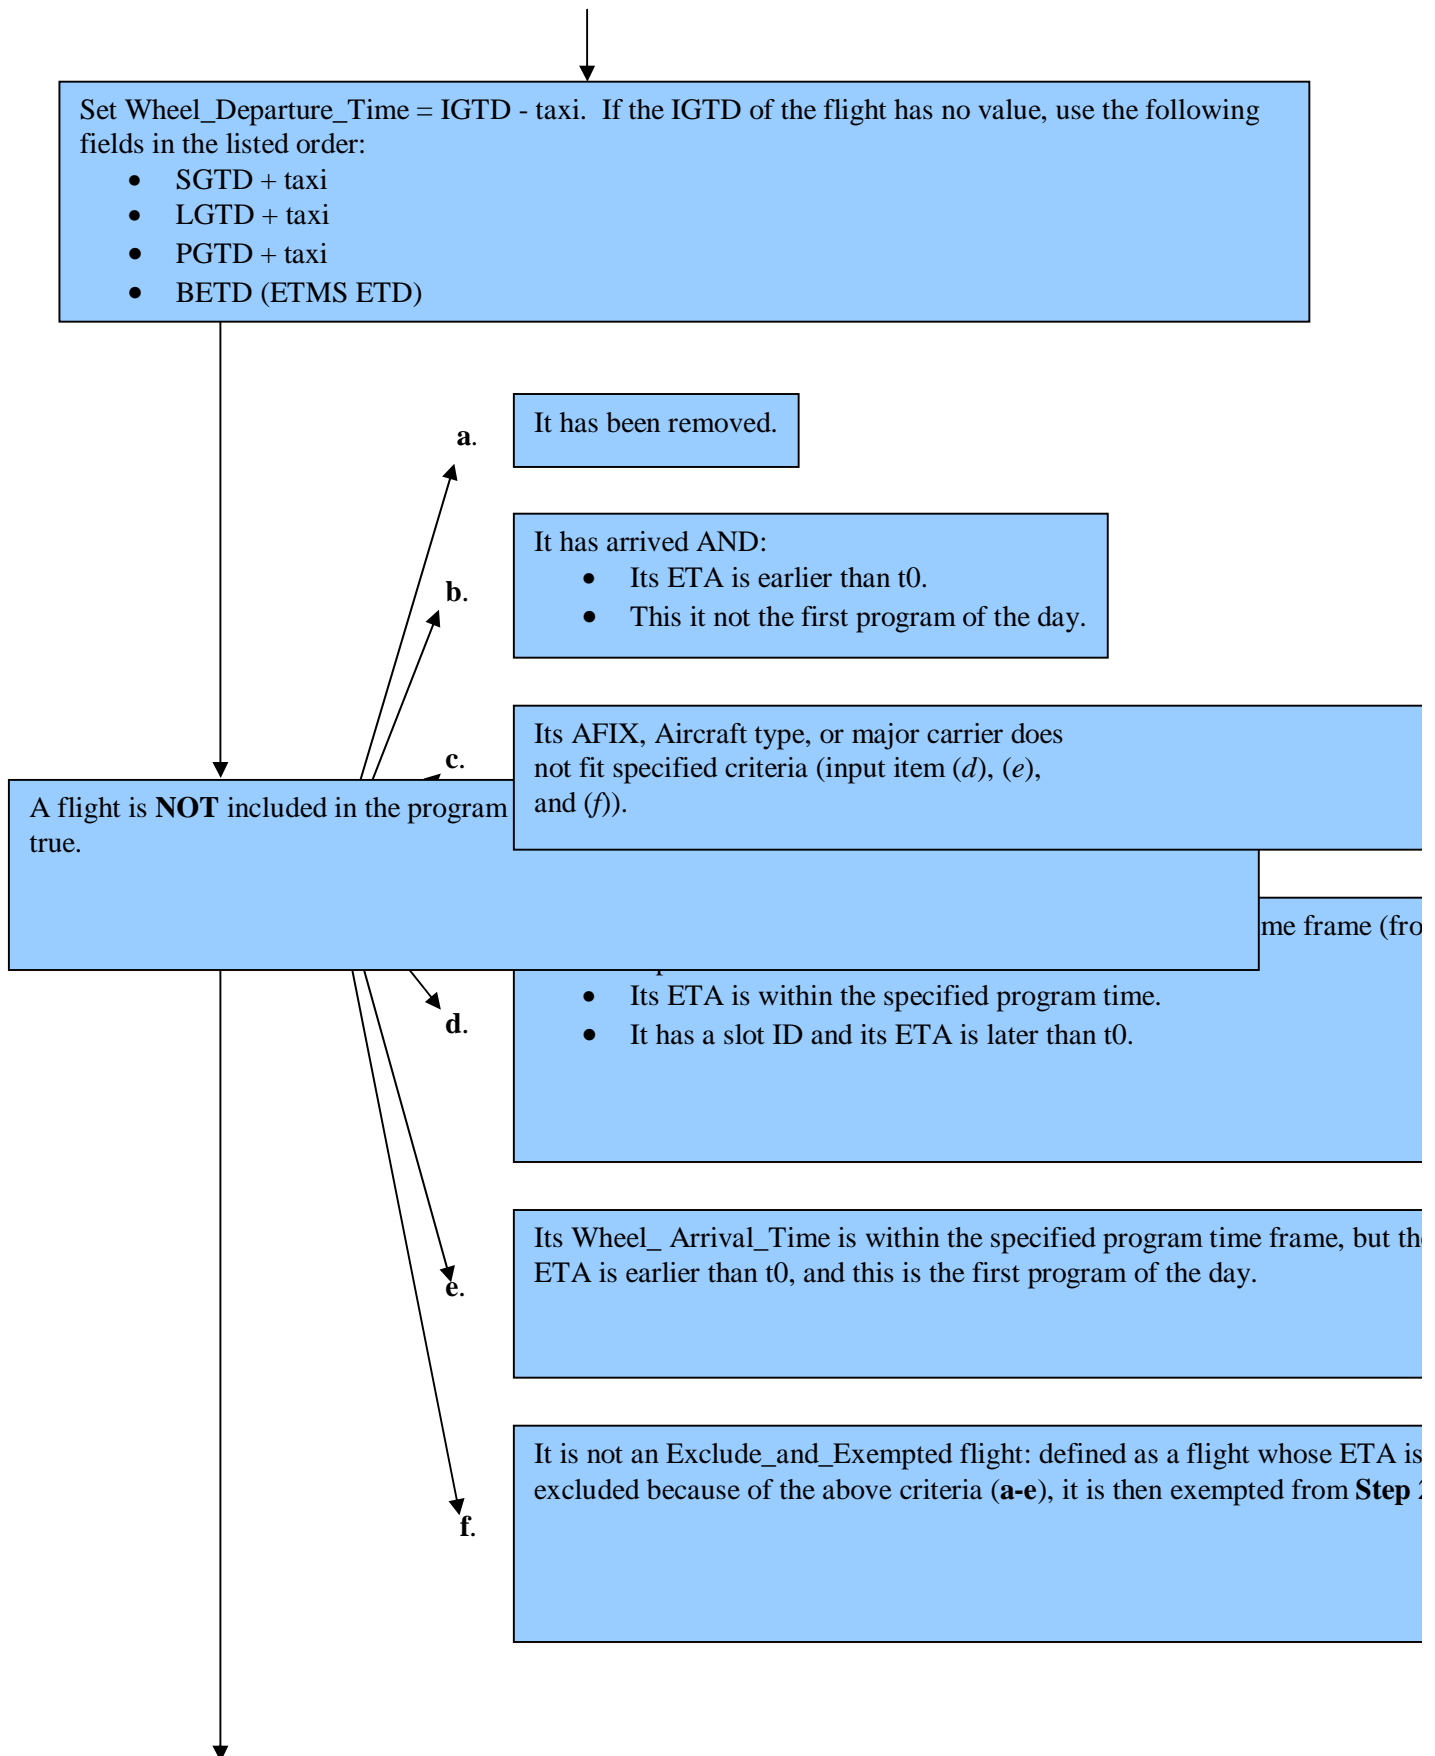 Set Wheel_Departure_Time = IGTD - taxi. If the IGTD of the flight has no value, use the following
fields in the listed order:
• SGTD + taxi
• LGTD + taxi
• PGTD + taxi
• BETD (ETMS ETD)
a.
It has been removed.
b.
It has arrived AND:
• Its ETA is earlier than t0.
• This it not the first program of the day.
c.
Its AFIX, Aircraft type, or major carrier does
not fit specified criteria (input item (d), (e),
and (f)).
A flight is NOT included in the program
true.
d.
me frame (fro
• Its ETA is within the specified program time.
• It has a slot ID and its ETA is later than t0.
e.
Its Wheel_ Arrival_Time is within the specified program time frame, but the
ETA is earlier than t0, and this is the first program of the day.
f.
It is not an Exclude_and_Exempted flight: defined as a flight whose ETA is
excluded because of the above criteria (a-e), it is then exempted from Step